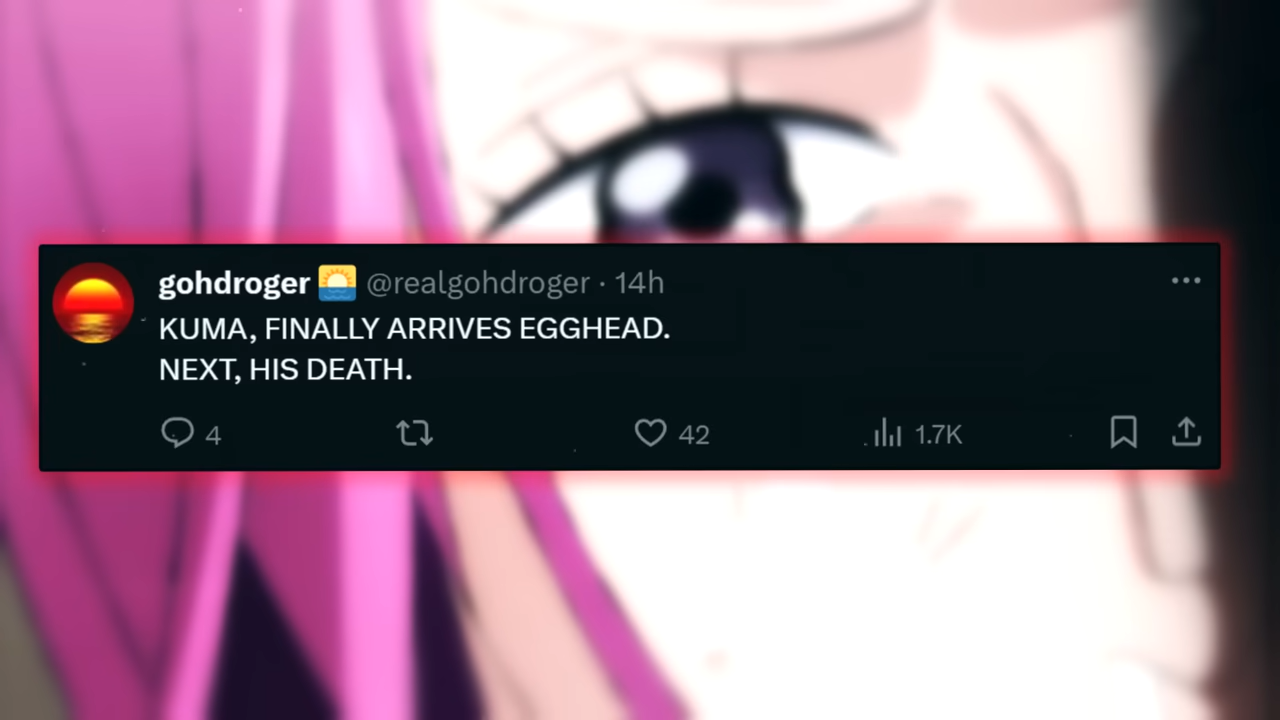 gohdroger 🌅 @realgohdroger · 14h
KUMA, FINALLY ARRIVES EGGHEAD.
NEXT, HIS DEATH.
4 42 1.7K